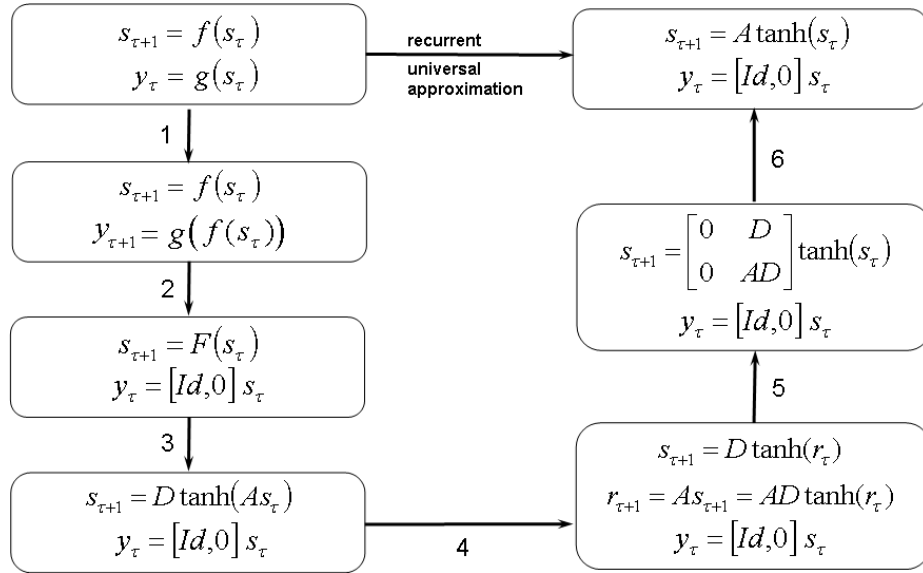 s_{τ+1} = f(s_τ)
y_τ = g(s_τ)
recurrent
universal
approximation
s_{τ+1} = A tanh(s_τ)
y_τ = [Id,0] s_τ
1
s_{τ+1} = f(s_τ)
y_{τ+1} = g(f(s_τ))
2
s_{τ+1} = F(s_τ)
y_τ = [Id,0] s_τ
3
s_{τ+1} = D tanh(As_τ)
y_τ = [Id,0] s_τ
4
s_{τ+1} = D tanh(r_τ)
r_{τ+1} = As_{τ+1} = AD tanh(r_τ)
y_τ = [Id,0] s_τ
5
s_{τ+1} = [0 D; 0 AD] tanh(s_τ)
y_τ = [Id,0] s_τ
6